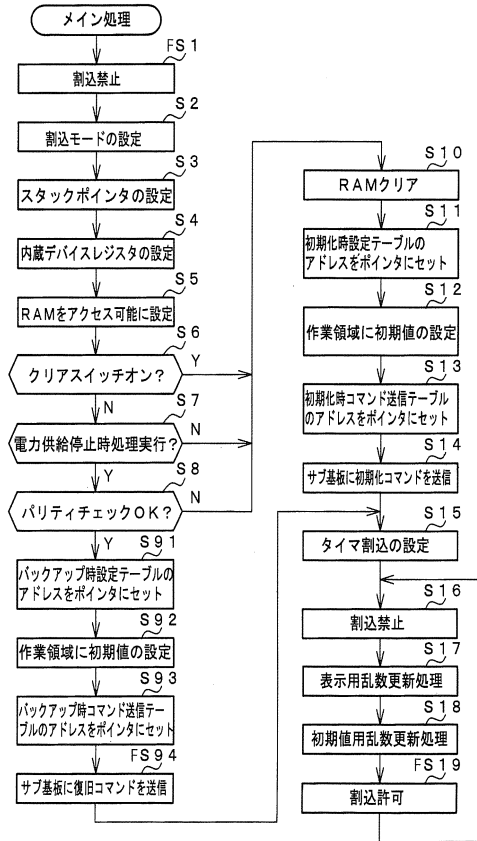 メイン処理
FS1
割込禁止
S2
割込モードの設定
S3
スタックポインタの設定
S4
内蔵デバイスレジスタの設定
S5
RAMをアクセス可能に設定
S6
クリアスイッチオン?
Y
N
S7
電力供給停止時処理実行?
N
Y
S8
パリティチェックOK?
N
Y
S91
バックアップ時設定テーブルの
アドレスをポインタにセット
S92
作業領域に初期値の設定
S93
バックアップ時コマンド送信テー
ブルのアドレスをポインタにセット
FS94
サブ基板に復旧コマンドを送信
S10
RAMクリア
S11
初期化時設定テーブルの
アドレスをポインタにセット
S12
作業領域に初期値の設定
S13
初期化時コマンド送信テーブル
のアドレスをポインタにセット
S14
サブ基板に初期化コマンドを送信
S15
タイマ割込の設定
S16
割込禁止
S17
表示用乱数更新処理
S18
初期値用乱数更新処理
FS19
割込許可